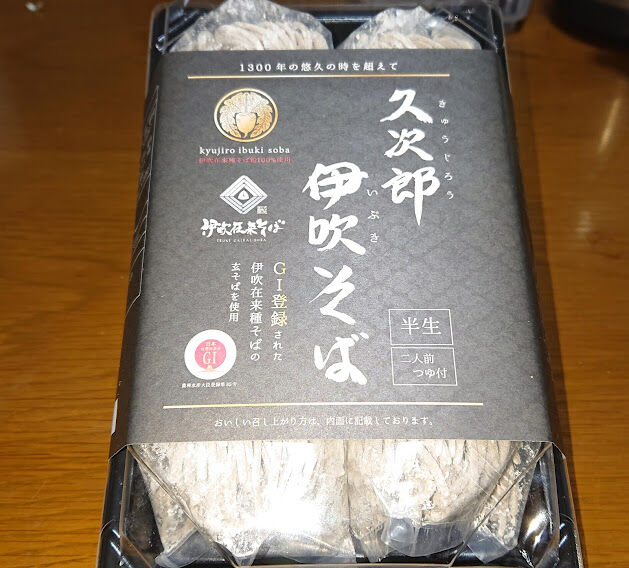 1300年の悠久の時を超えて
久次郎
きゅうじろう
伊吹そば
いぶき
kyujiro ibuki soba
伊吹在来種そば粉100%使用
伊吹在来そば
IBUKI ZAIRAI SOBA
GI登録された
伊吹在来種そばの
玄そばを使用
半生
二人前
つゆ付
日本
GI
おいしい召し上がり方は、内面に記載しております。